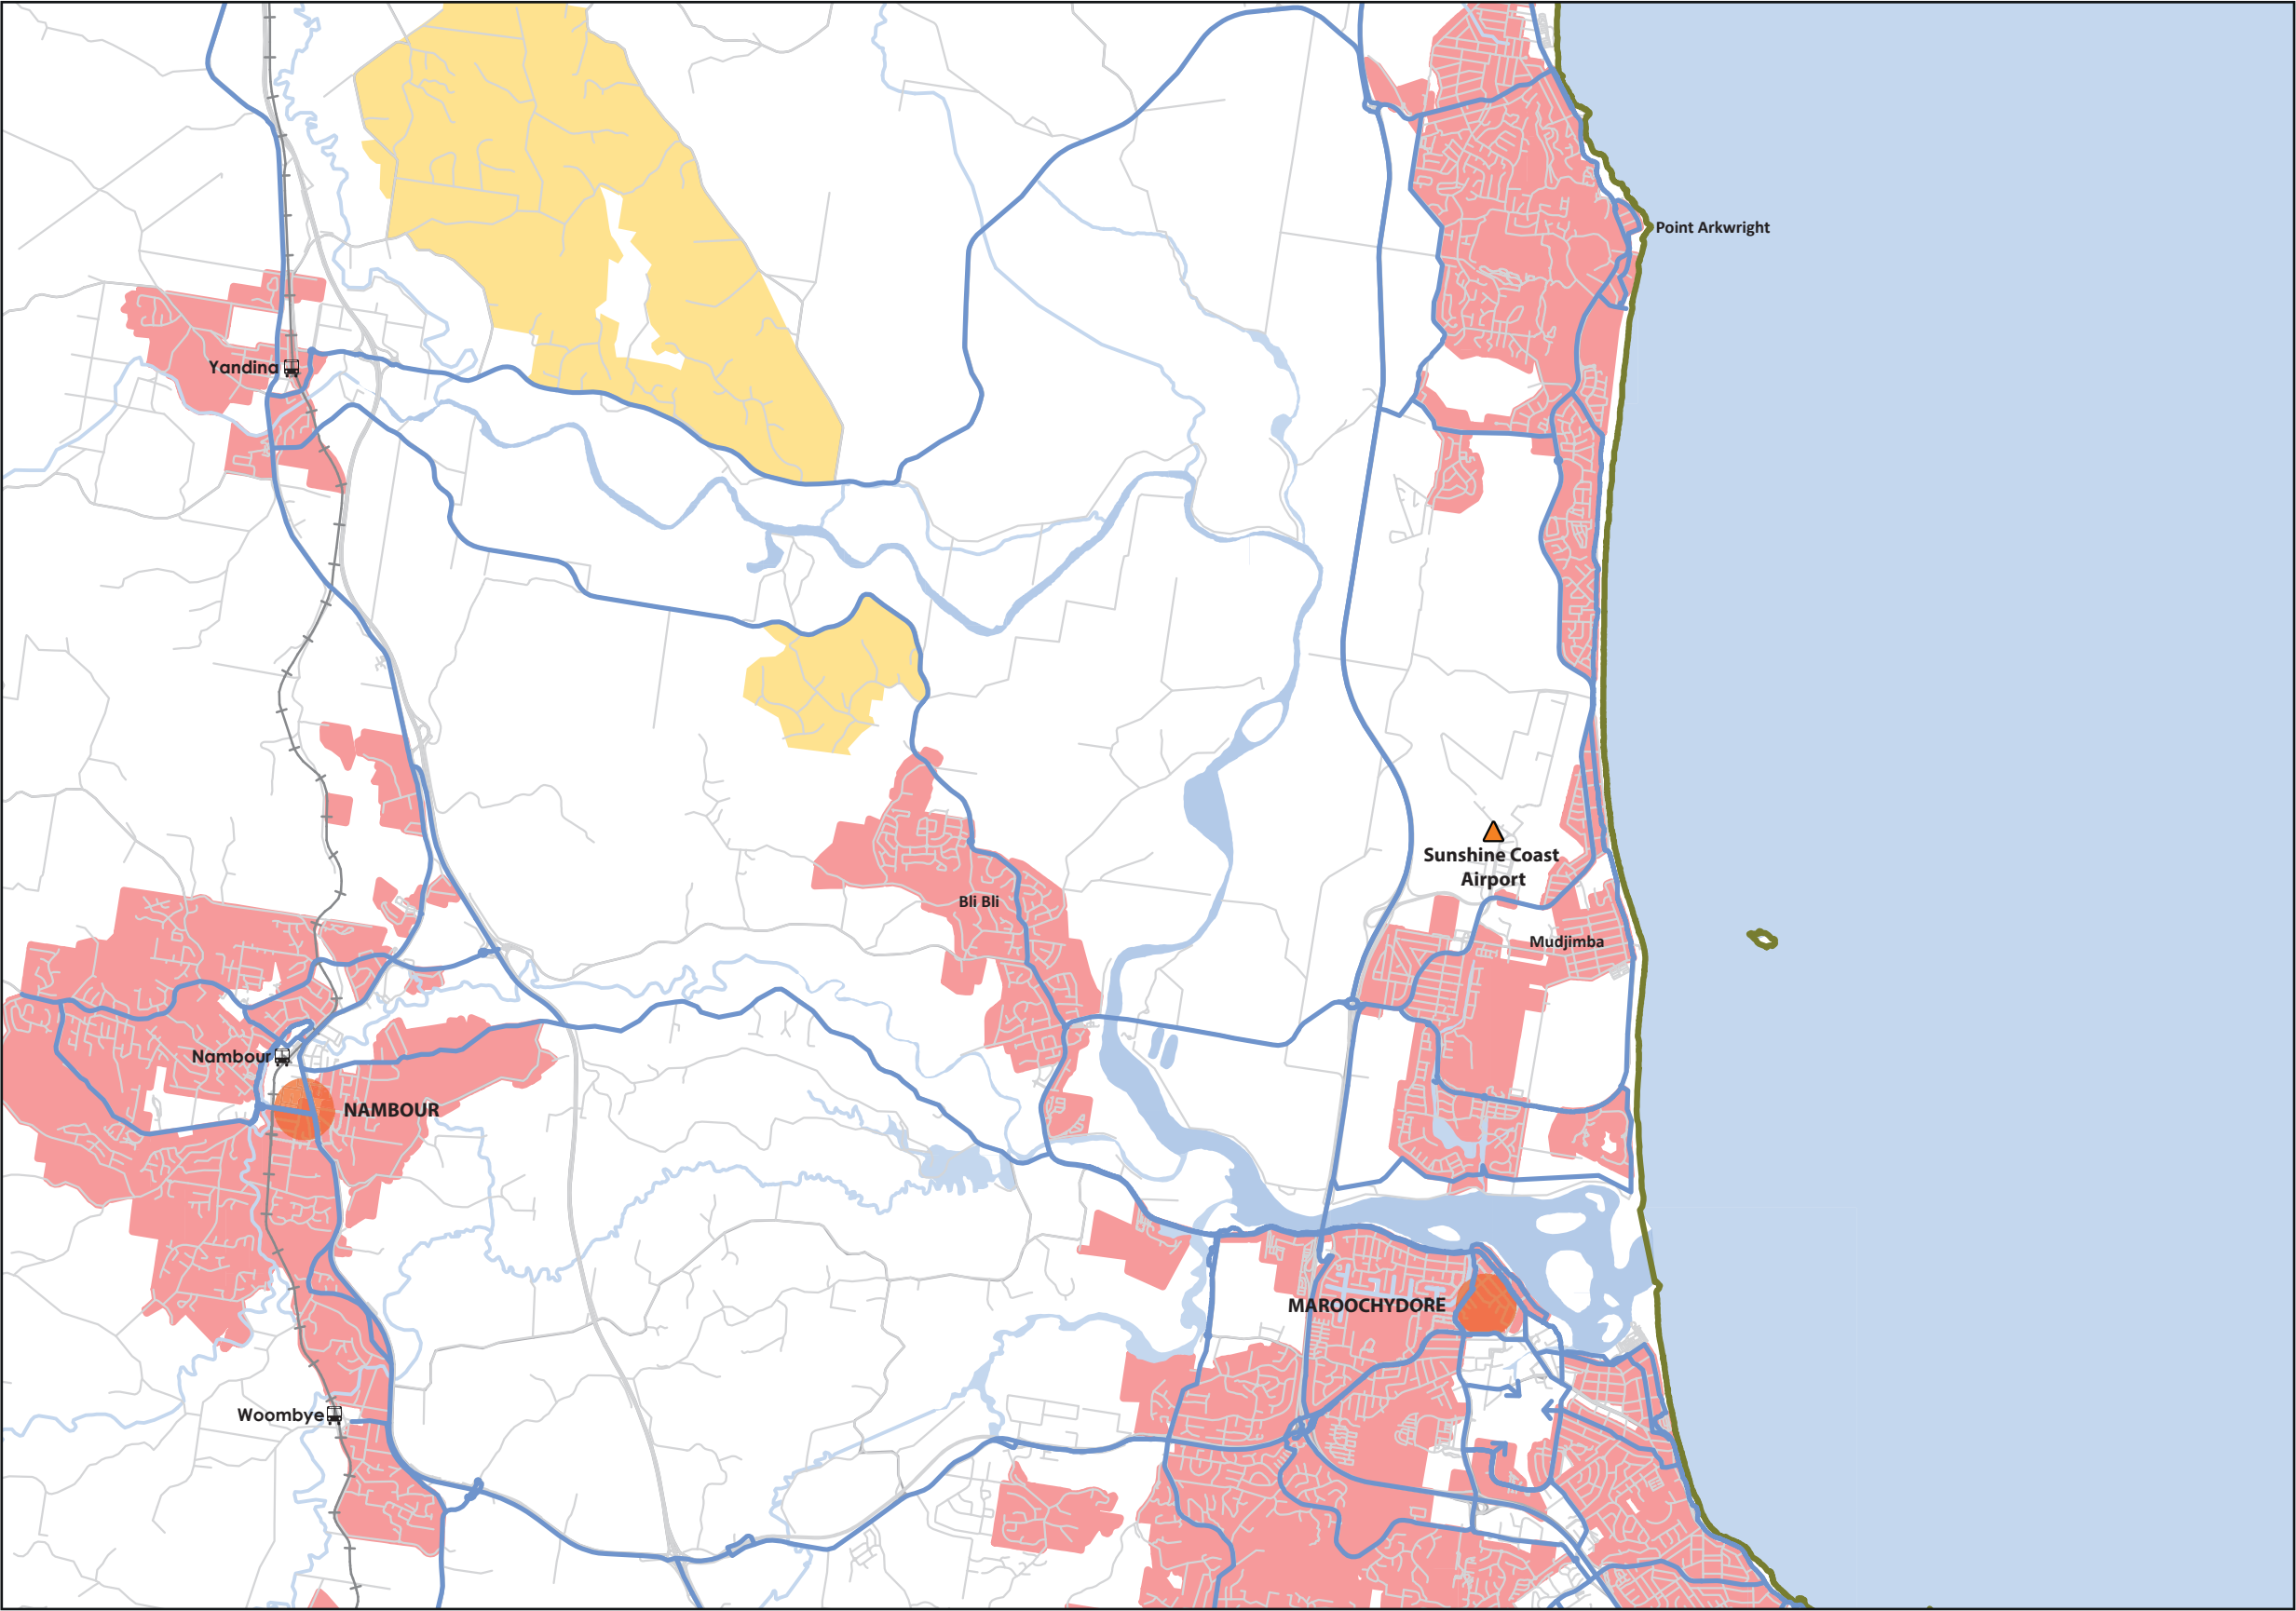 Point Arkwright
Yandina
Sunshine Coast
Airport
Bli Bli
Mudjimba
Nambour
NAMBOUR
MAROOCHYDORE
Woombye